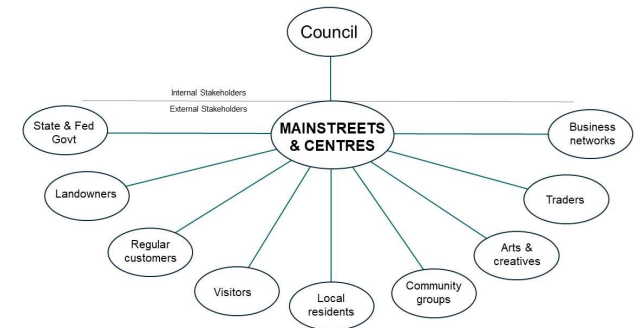 Council
Internal Stakeholders
External Stakeholders
State & Fed
Govt
MAINSTREETS
& CENTRES
Business
networks
Landowners
Traders
Regular
customers
Arts &
creatives
Visitors
Local
residents
Community
groups